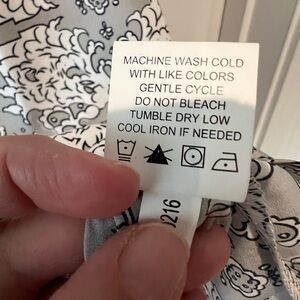 MACHINE WASH COLD
WITH LIKE COLORS
GENTLE CYCLE
DO NOT BLEACH
TUMBLE DRY LOW
COOL IRON IF NEEDED